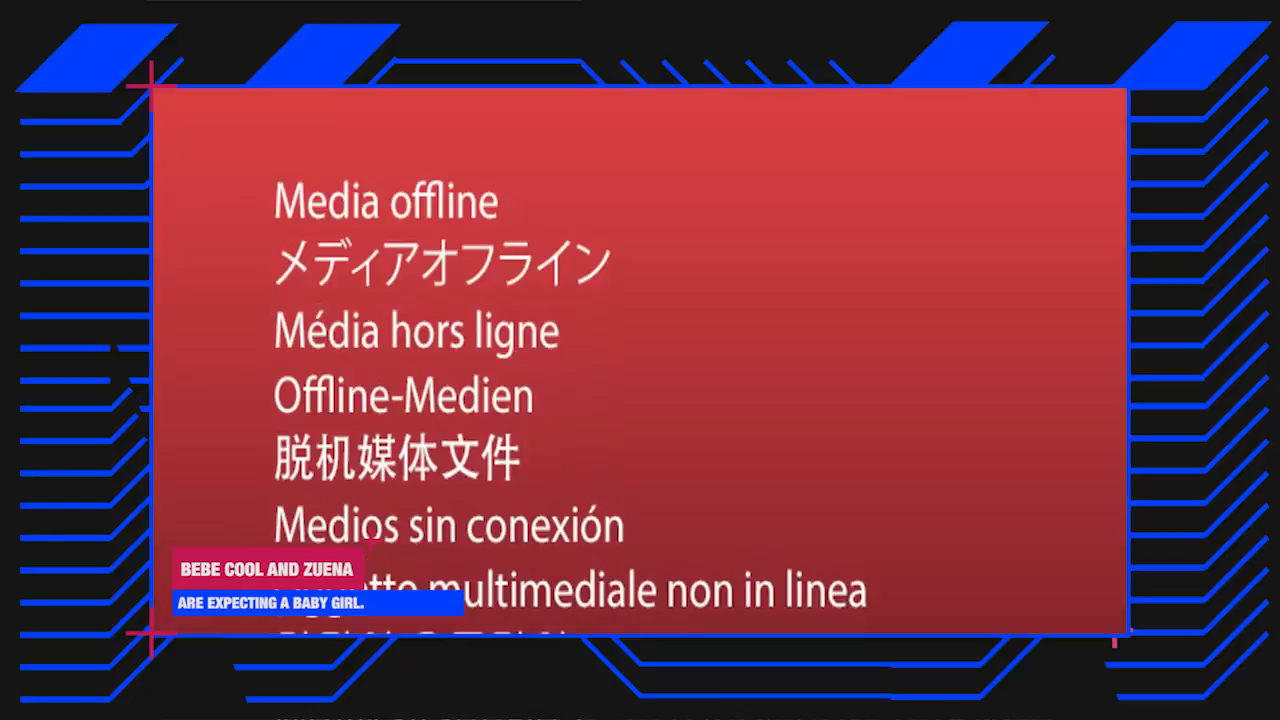 Media offline
メディアオフライン
Média hors ligne
Offline-Medien
脱机媒体文件
Medios sin conexión
multimediale non in linea
BEBE COOL AND ZUENA
ARE EXPECTING A BABY GIRL.